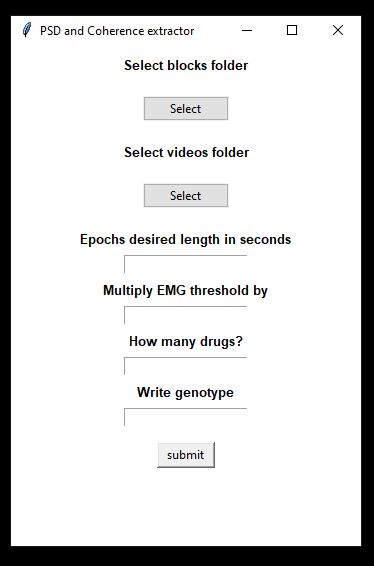 PSD and Coherence extractor
Select blocks folder
Select
Select videos folder
Select
Epochs desired length in seconds
Multiply EMG threshold by
How many drugs?
Write genotype
submit